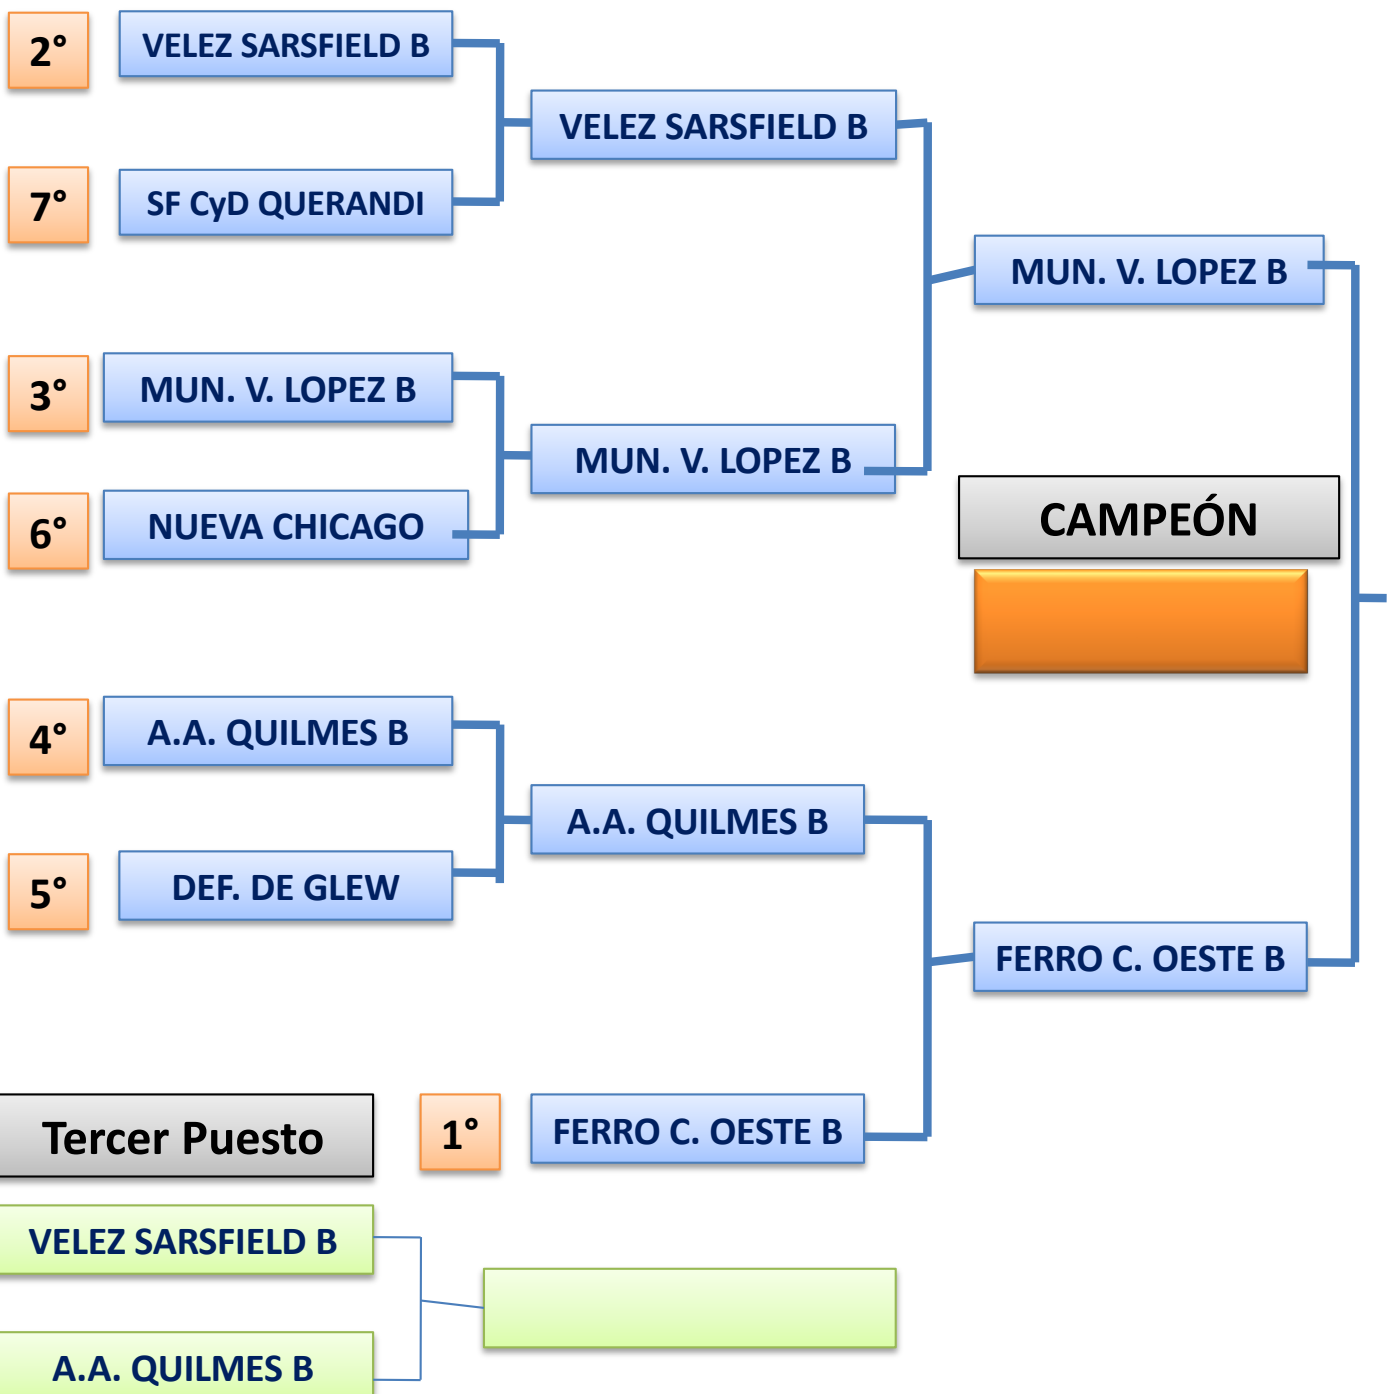 2°
VELEZ SARSFIELD B
VELEZ SARSFIELD B
7°
SF CyD QUERANDI
MUN. V. LOPEZ B
3°
MUN. V. LOPEZ B
MUN. V. LOPEZ B
6°
NUEVA CHICAGO
CAMPEÓN
4°
A.A. QUILMES B
A.A. QUILMES B
5°
DEF. DE GLEW
FERRO C. OESTE B
Tercer Puesto
1°
FERRO C. OESTE B
VELEZ SARSFIELD B
A.A. QUILMES B